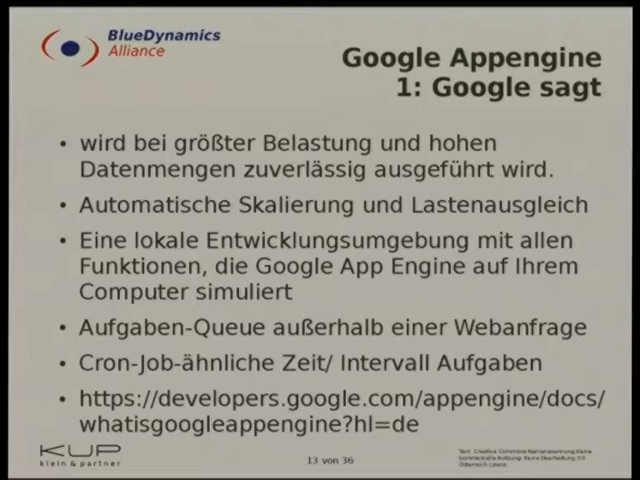 BlueDynamics
Alliance
Google Appengine
1: Google sagt
• wird bei größter Belastung und hohen
Datenmengen zuverlässig ausgeführt wird.
• Automatische Skalierung und Lastenausgleich
• Eine lokale Entwicklungsumgebung mit allen
Funktionen, die Google App Engine auf Ihrem
Computer simuliert
• Aufgaben-Queue außerhalb einer Webanfrage
• Cron-Job-ähnliche Zeit/ Intervall Aufgaben
• https://developers.google.com/appengine/docs/
whatisgoogleappengine?hl=de
KUP
klein & partner
13 von 36
Text: Creative Commons Namensnennung-Keine
kommerzielle Nutzung-Keine Bearbeitung 3.0
Österreich Lizenz.